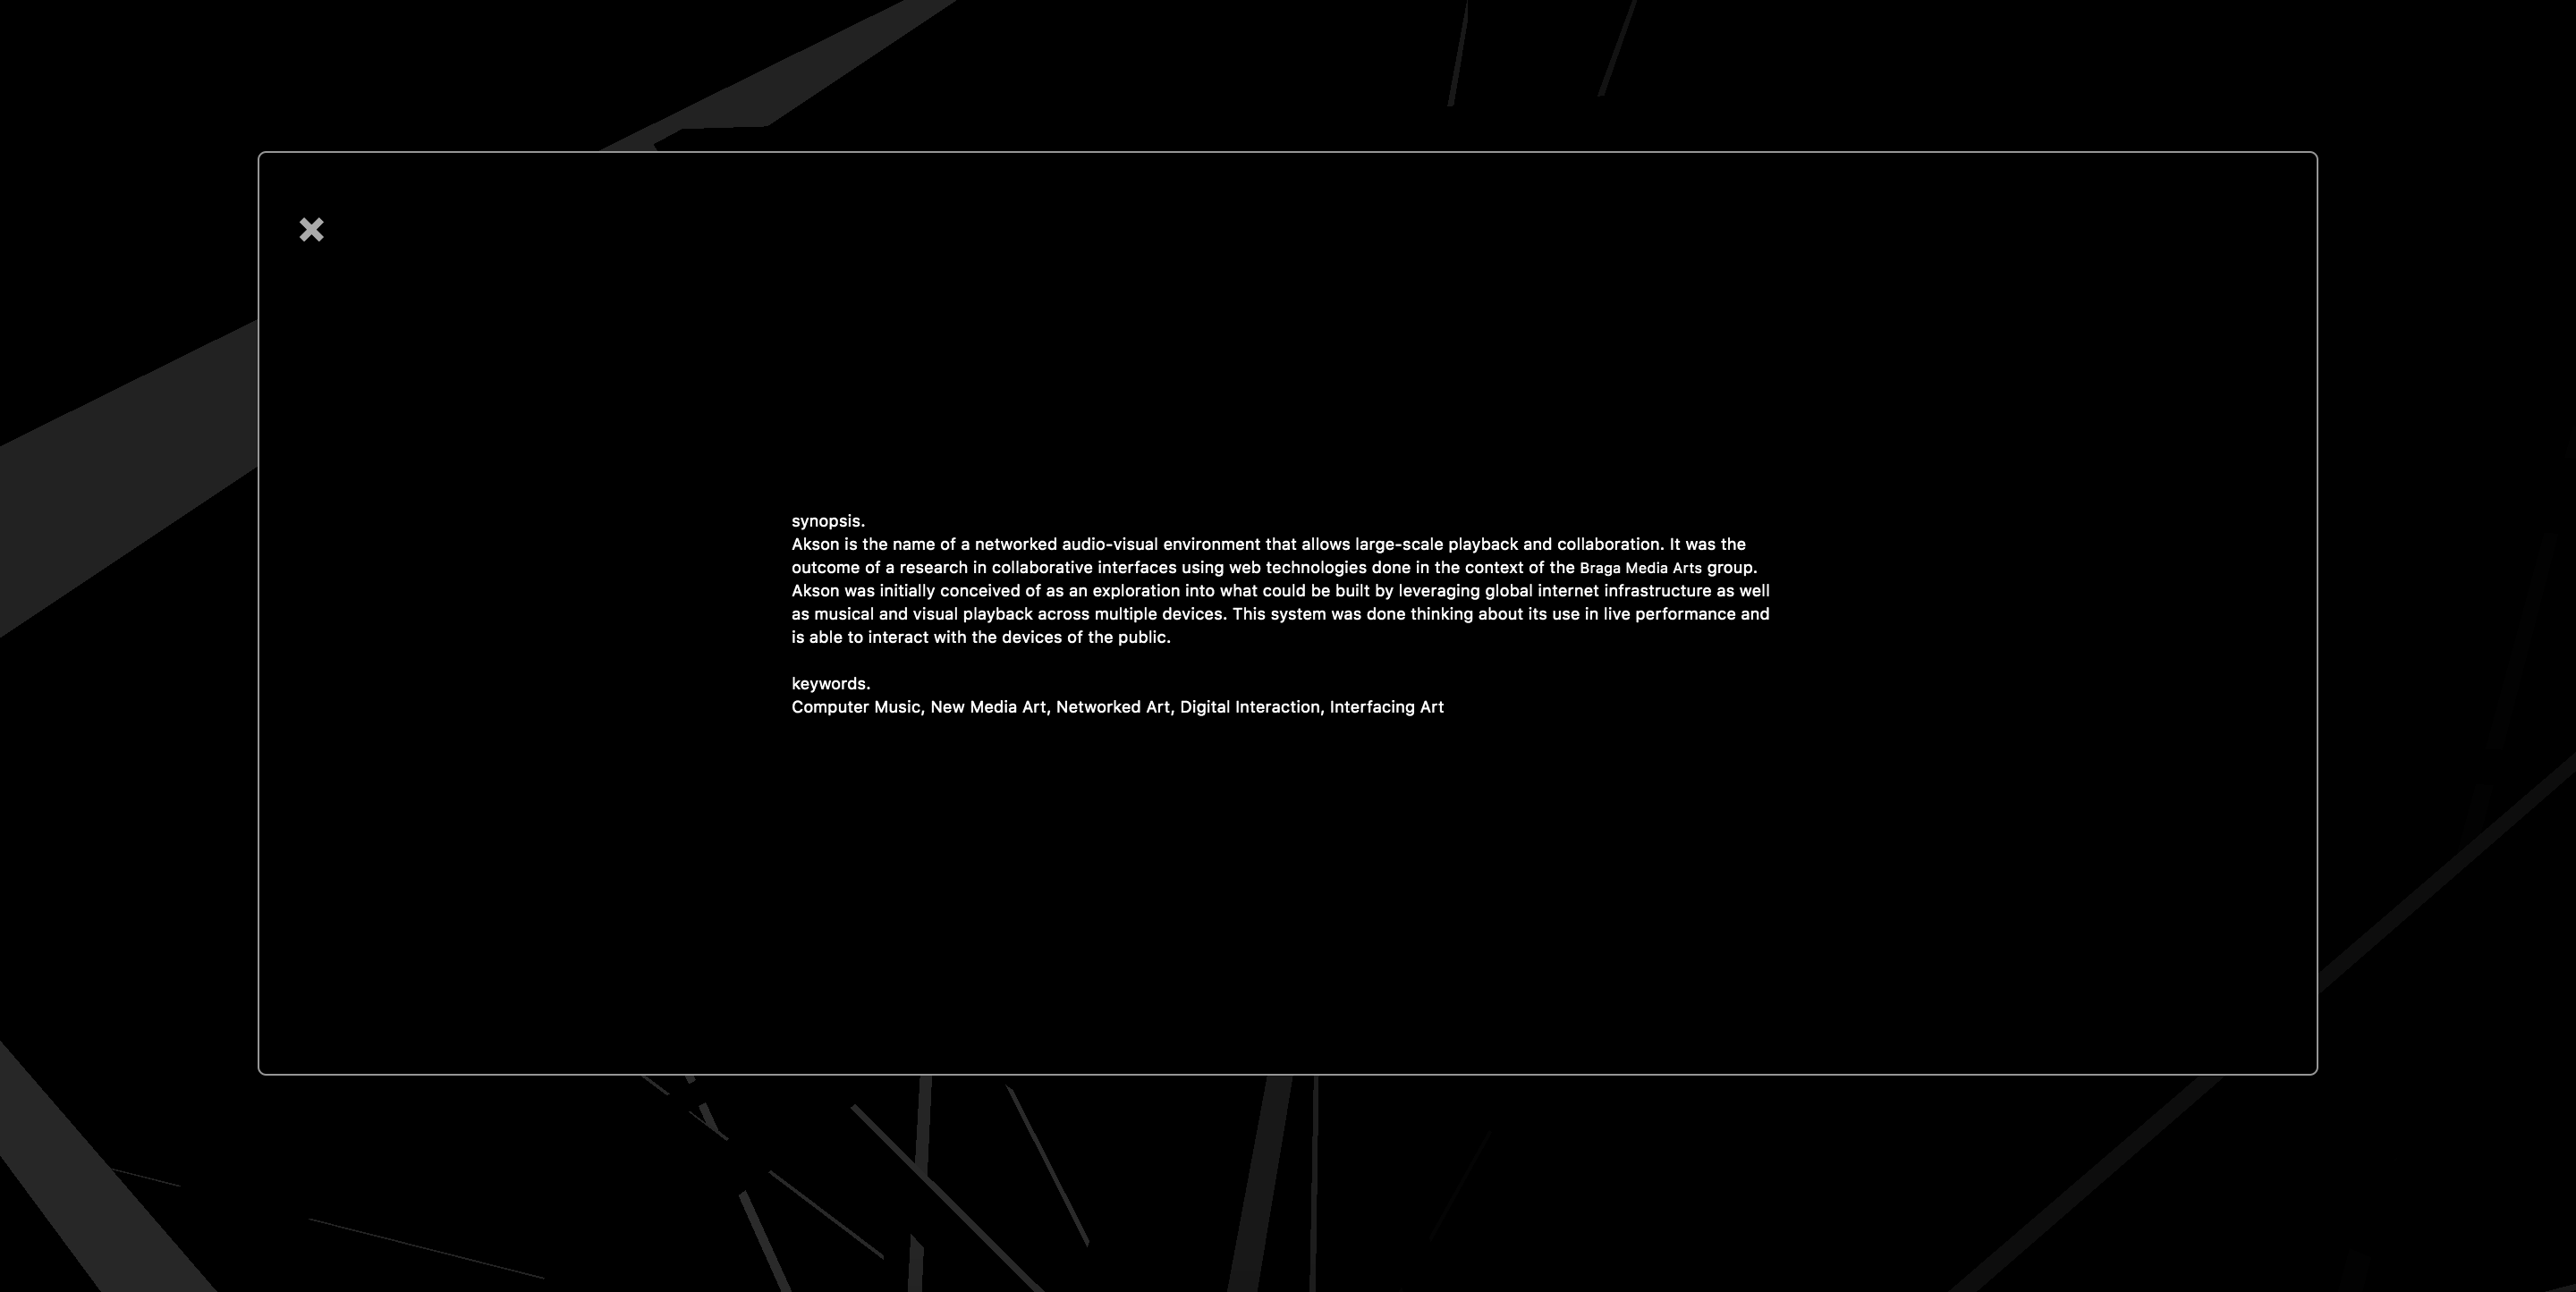 synopsis.
Akson is the name of a networked audio-visual environment that allows large-scale playback and collaboration. It was the
outcome of a research in collaborative interfaces using web technologies done in the context of the Braga Media Arts group.
Akson was initially conceived of as an exploration into what could be built by leveraging global internet infrastructure as well
as musical and visual playback across multiple devices. This system was done thinking about its use in live performance and
is able to interact with the devices of the public.
keywords.
Computer Music, New Media Art, Networked Art, Digital Interaction, Interfacing Art